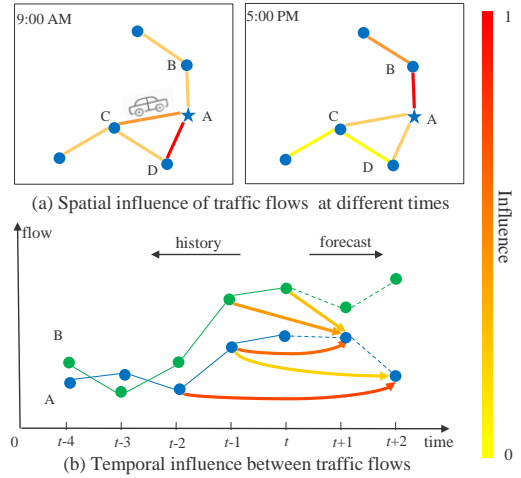 9:00 AM
B
C
A
D
5:00 PM
B
C
A
D
(a) Spatial influence of traffic flows at different times
1
Influence
0
flow
history
forecast
B
A
0
t-4
t-3
t-2
t-1
t
t+1
t+2
time
(b) Temporal influence between traffic flows